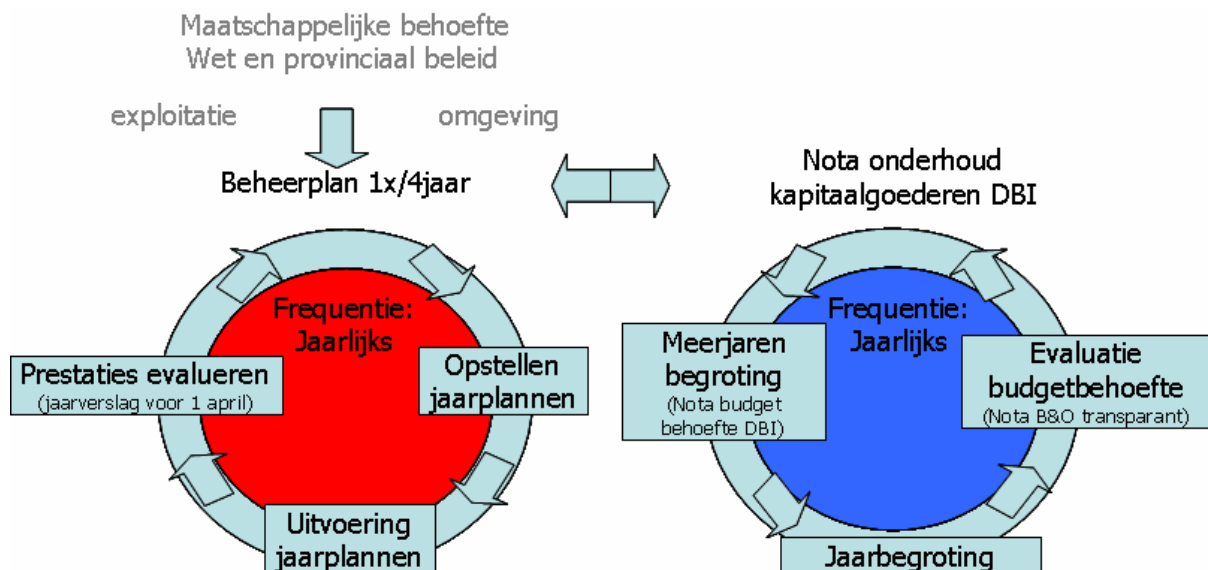 Maatschappelijke behoefte
Wet en provinciaal beleid
exploitatie
omgeving
Beheerplan 1x/4jaar
Nota onderhoud
kapitaalgoederen DBI
Frequentie:
Jaarlijks
Prestaties evalueren
(jaarverslag voor 1 april)
Opstellen
jaarplannen
Uitvoering
jaarplannen
Frequentie:
Jaarlijks
Meerjaren
begroting
(Nota budget
behoefte DBI)
Evaluatie
budgetbehoefte
(Nota B&O transparant)
Jaarbegroting